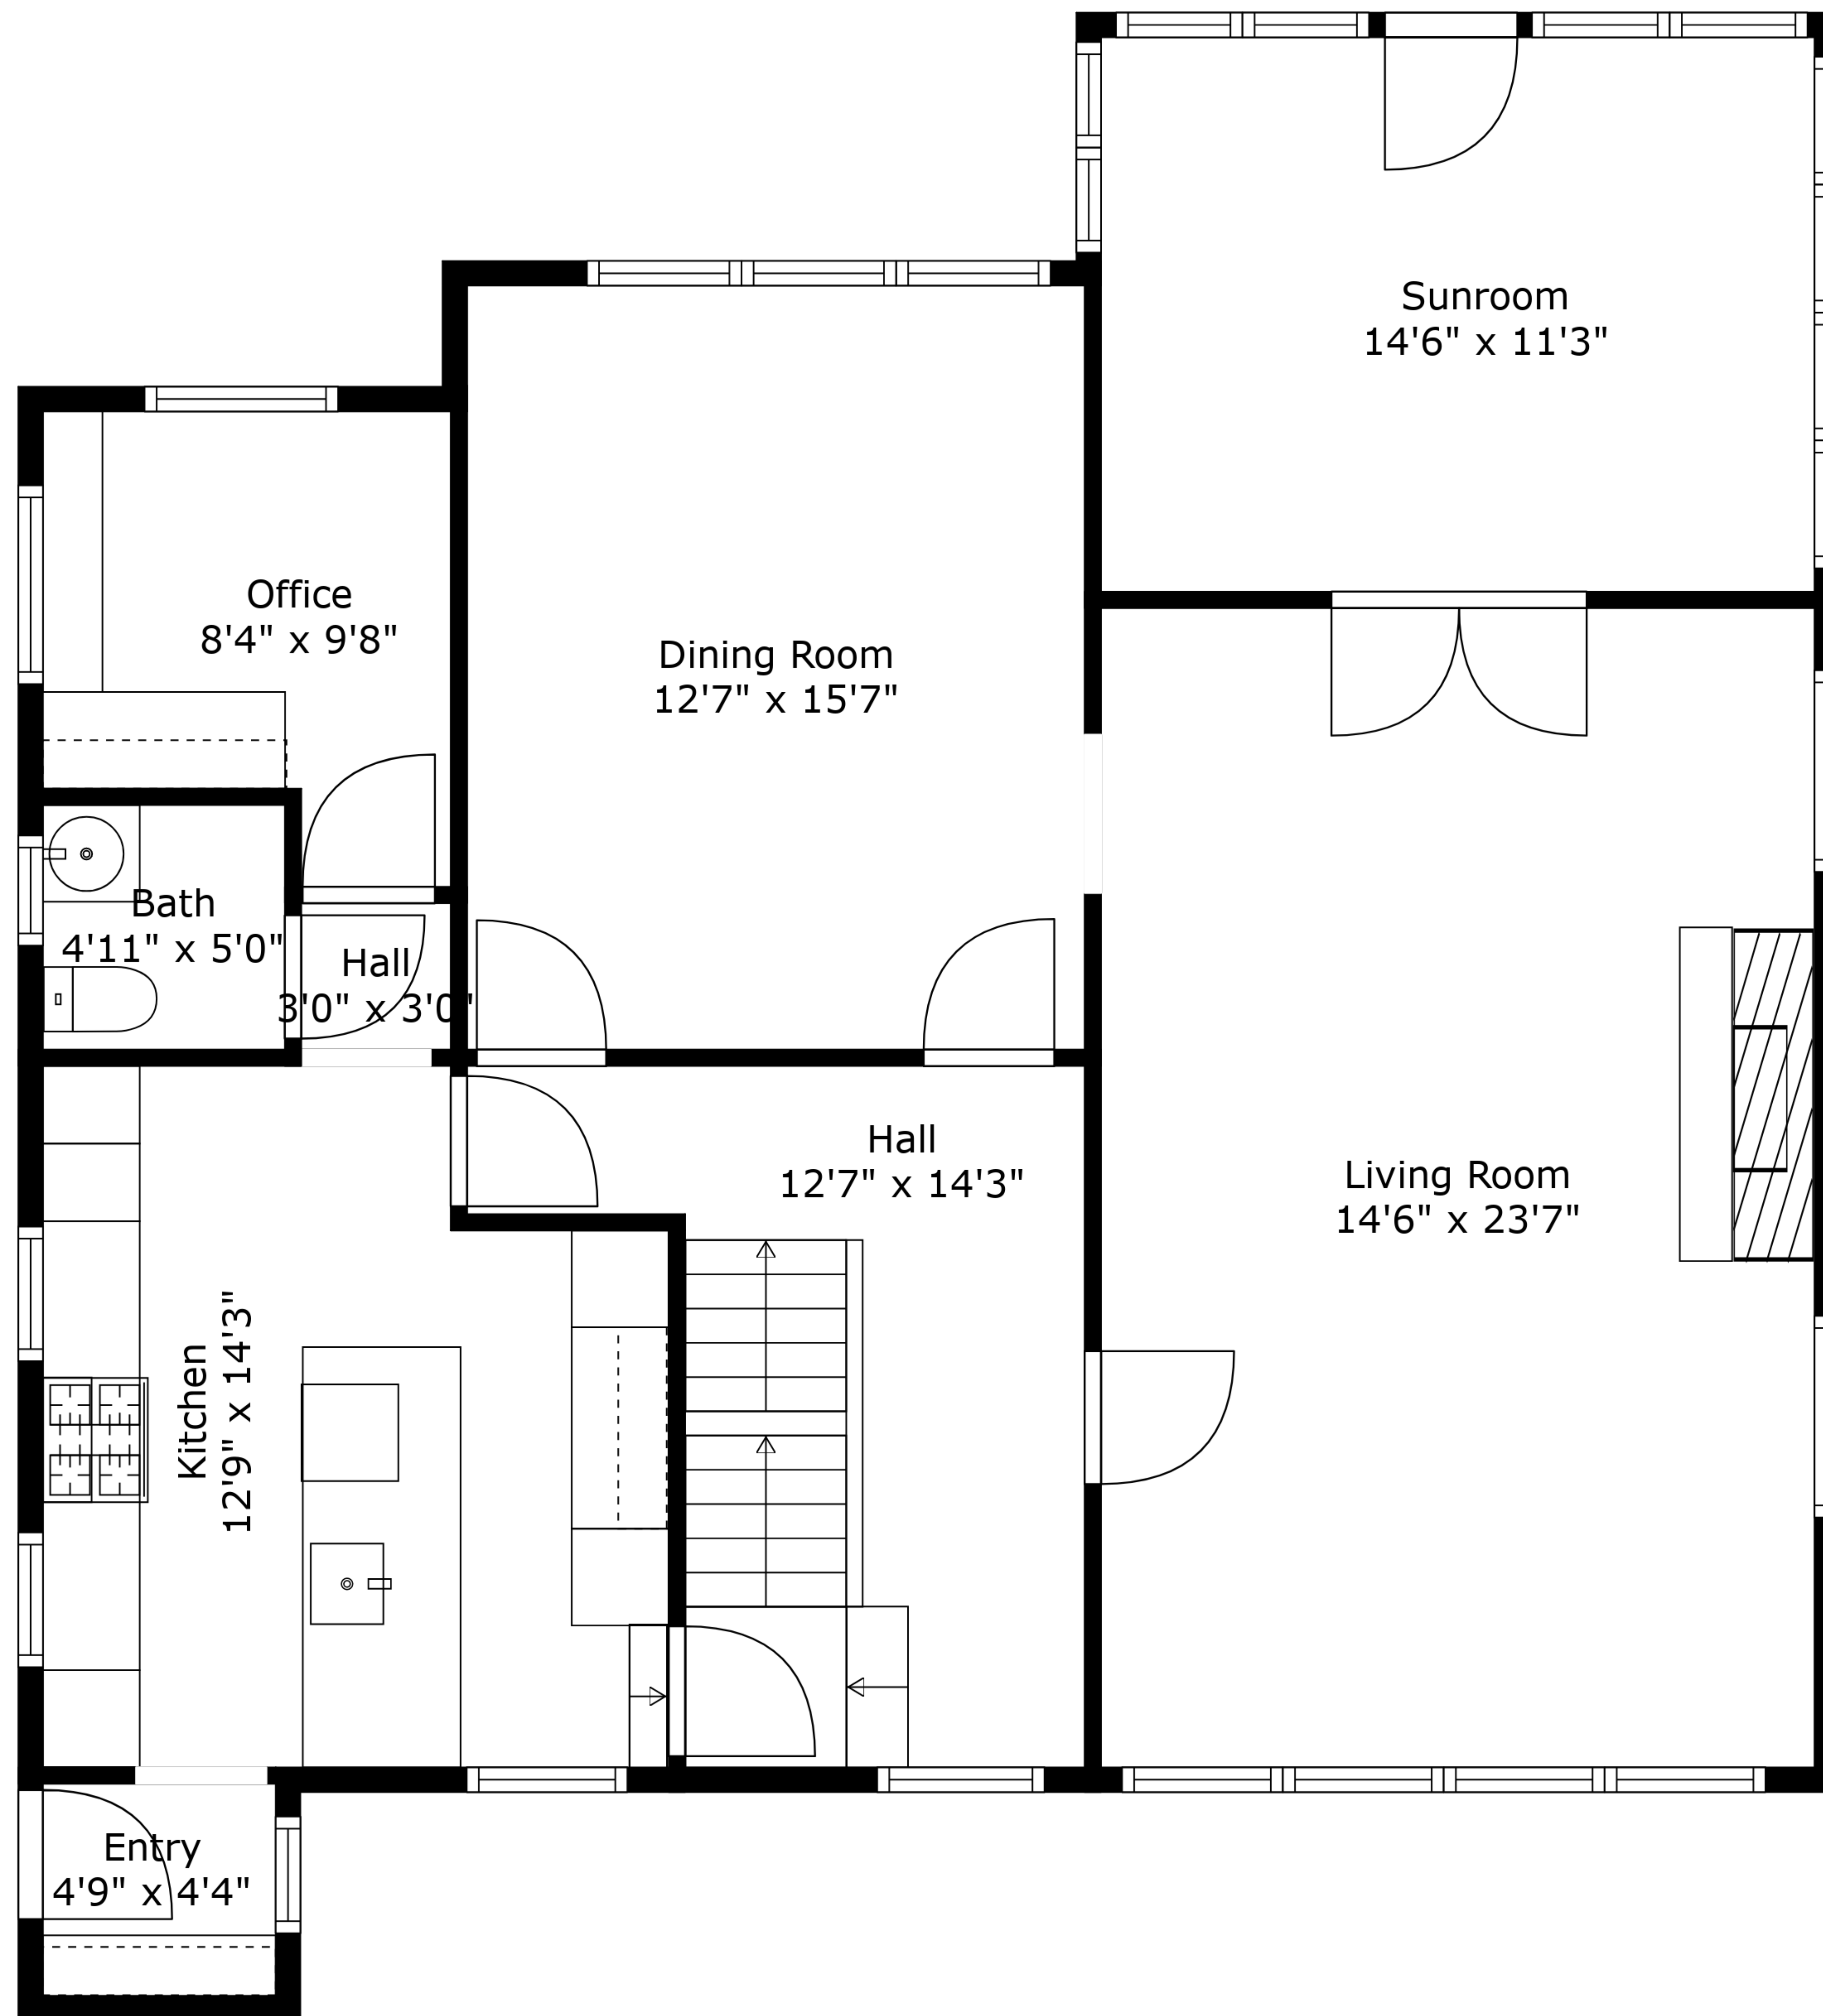 Sunroom
14'6" x 11'3"
Office
8'4" x 9'8"
Dining Room
12'7" x 15'7"
Bath
4'11" x 5'0"
Hall
3'0" x 3'0"
Hall
12'7" x 14'3"
Living Room
14'6" x 23'7"
Kitchen
12'9" x 14'3"
Entry
4'9" x 4'4"